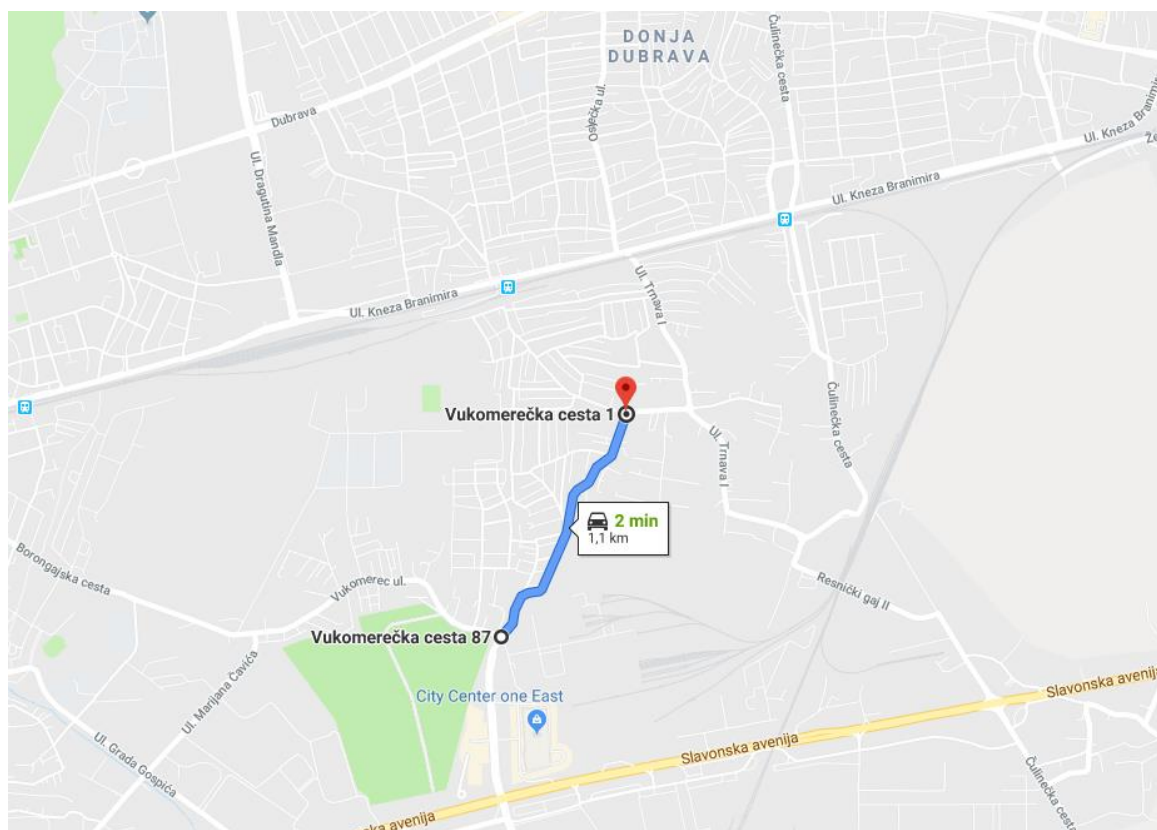 DONJA
DUBRAVA
Čulinečka cesta
Osječka ul.
Dubrava
Ul. Kneza Branimira
Ul. Dragutina Mandla
Ul. Kneza Branimira
Ul. Trnava I
Ul. Kneza Branimira
Vukomerečka cesta 1
Čulinečka cesta
Ul. Trnava I
2 min
1,1 km
Borongajska cesta
Vukomerec ul.
Resnički gaj II
Vukomerečka cesta 87
Ul. Marijana Čavića
City Center one East
Slavonska avenija
Slavonska avenija
Ul. Grada Gospića
Čulinečka cesta
ska avenija